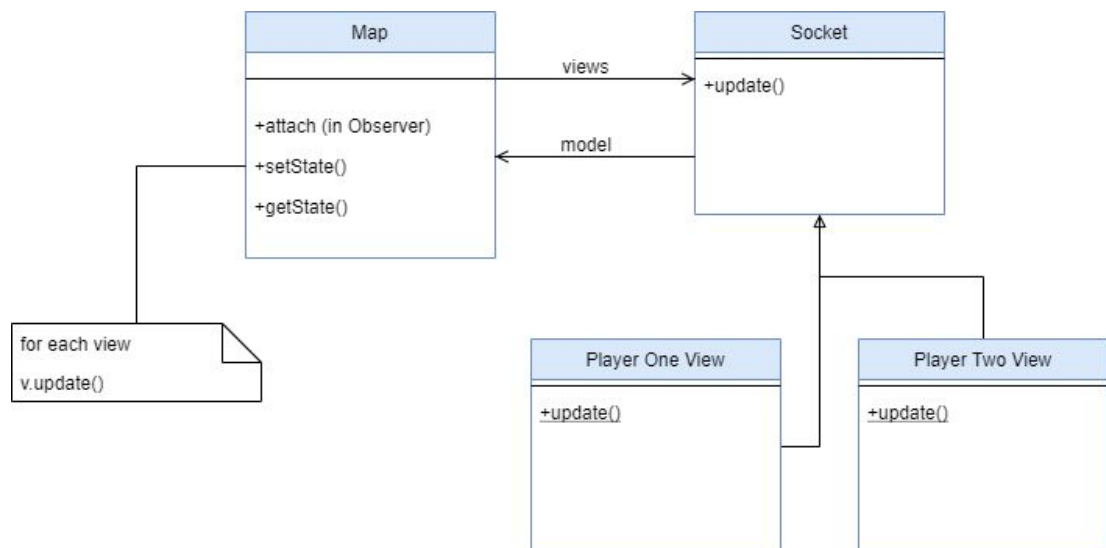 Map
+attach (in Observer)
+setState()
+getState()
views
model
Socket
+update()
for each view
v.update()
Player One View
+update()
Player Two View
+update()